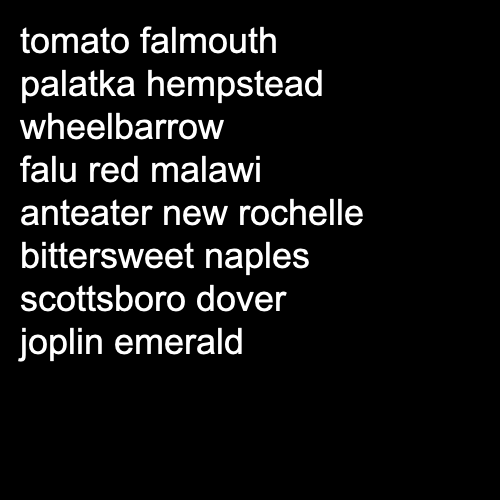 tomato falmouth
palatka hempstead
wheelbarrow
falu red malawi
anteater new rochelle
bittersweet naples
scottsboro dover
joplin emerald